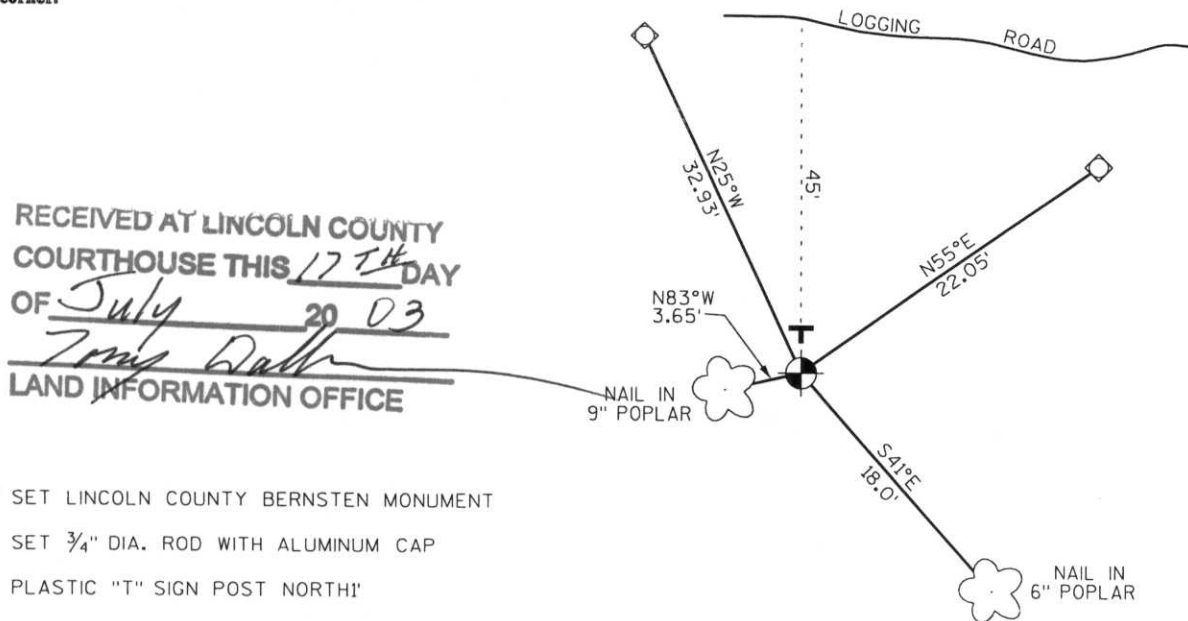 corner.
LOGGING ROAD
N25°W
32.93'
45'
N55°E
22.05'
RECEIVED AT LINCOLN COUNTY
COURTHOUSE THIS 17TH DAY
OF July 20 03
LAND INFORMATION OFFICE
N83°W
3.65'
T
NAIL IN
9" POPLAR
S41°E
18.0'
NAIL IN
6" POPLAR
SET LINCOLN COUNTY BERNSTEN MONUMENT
SET 3/4" DIA. ROD WITH ALUMINUM CAP
PLASTIC "T" SIGN POST NORTH1'